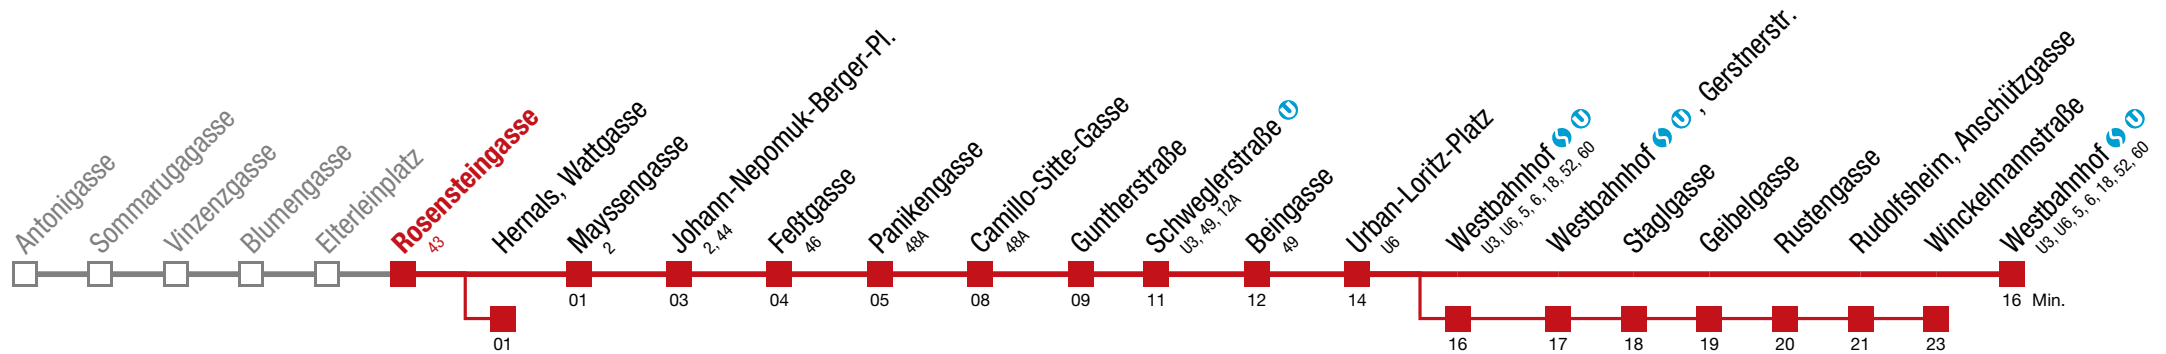 Antonigasse
Sommarugagasse
Vinzenzgasse
Blumengasse
Elterleinplatz
Rosensteingasse
43
Hernals, Wattgasse
Mayssengasse
2
Johann-Nepomuk-Berger-Pl.
2, 44
Feßtgasse
46
Panikengasse
48A
Camillo-Sitte-Gasse
48A
Guntherstraße
Schweglerstraße U
U3, 49, 12A
Beingasse
49
Urban-Loritz-Platz
U6
Westbahnhof S U
U3, U6, 5, 6, 18, 52, 60
Westbahnhof S U , Gerstnerstr.
Staglgasse
Geibelgasse
Rustengasse
Rudolfsheim, Anschützgasse
Winckelmannstraße
Westbahnhof S U
U3, U6, 5, 6, 18, 52, 60
01 03 04 05 08 09 11 12 14 16 Min.
01 16 17 18 19 20 21 23